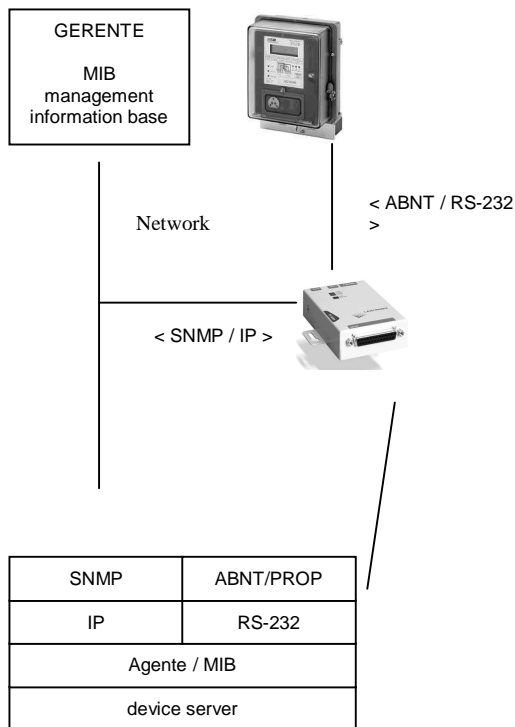 GERENTE
MIB
management
information base
< ABNT / RS-232
>
Network
< SNMP / IP >
SNMP ABNT/PROP
IP RS-232
Agente / MIB
device server